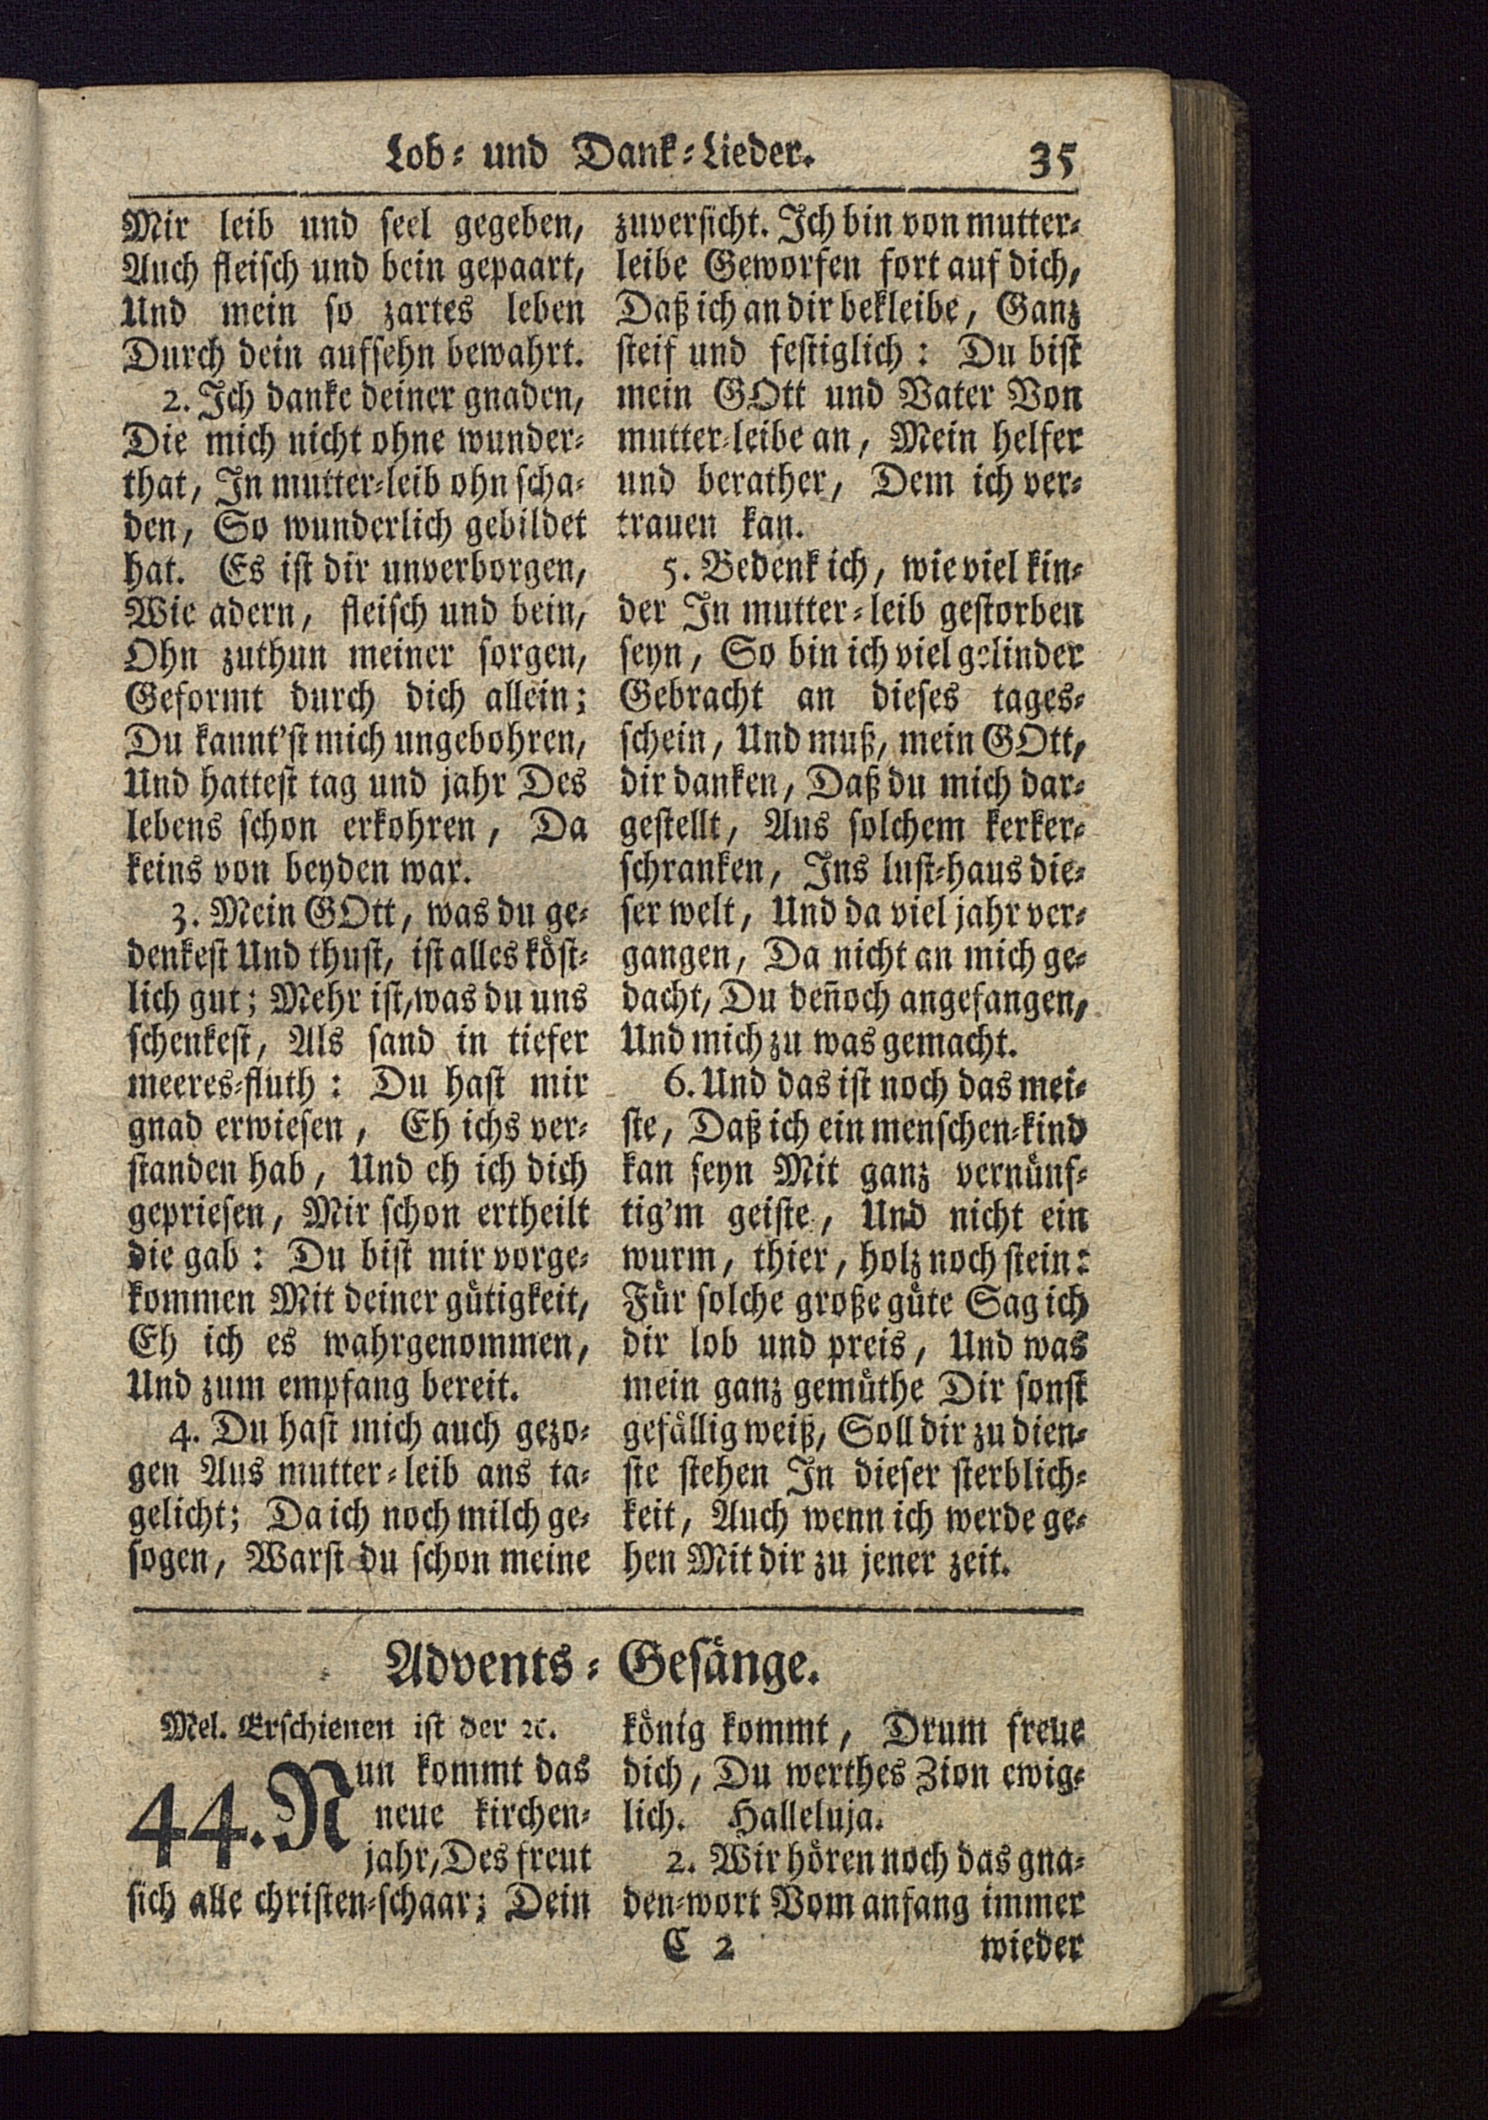 Lob- und Dank-Lieder. 35
Mir leib und seel gegeben,
Auch fleisch und bein gepaart,
Und mein so zartes leben
Durch dein aufsehn bewahrt.
2. Ich danke deiner gnaden,
Die mich nicht ohne wunder-
that, In mutter-leib ohn scha-
den, So wunderlich gebildet
hat. Es ist dir unverborgen,
Wie adern, fleisch und bein,
Ohn zuthun meiner sorgen,
Geformt durch dich allein;
Du kannt'st mich ungebohren,
Und hattest tag und jahr Des
lebens schon erkohren, Da
keins von beyden war.
3. Mein GOtt, was du ge-
denkest Und thust, ist alles köst-
lich gut; Mehr ist, was du uns
schenkest, Als sand in tiefer
meeres-fluth: Du hast mir
gnad erwiesen, Eh ichs ver-
standen hab, Und eh ich dich
gepriesen, Mir schon ertheilt
die gab: Du bist mir vorge-
kommen Mit deiner gütigkeit,
Eh ich es wahrgenommen,
Und zum empfang bereit.
4. Du hast mich auch gezo-
gen Aus mutter-leib ans ta-
gelicht; Da ich noch milch ge-
sogen, Warst du schon meine
zuversicht. Ich bin von mutter-
leibe Geworfen fort auf dich,
Daß ich an dir bekleibe, Ganz
steif und festiglich: Du bist
mein GOtt und Vater Von
mutter-leibe an, Mein helfer
und berather, Dem ich ver-
trauen kan.
5. Bedenk ich, wie viel kin-
der In mutter-leib gestorben
seyn, So bin ich viel gelinder
Gebracht an dieses tages-
schein, Und muß, mein GOtt,
dir danken, Daß du mich dar-
gestellt, Aus solchem kerker-
schranken, Ins lust-haus die-
ser welt, Und da viel jahr ver-
gangen, Da nicht an mich ge-
dacht, Du deñoch angefangen,
Und mich zu was gemacht.
6. Und das ist noch das mei-
ste, Daß ich ein menschen-kind
kan seyn Mit ganz vernünf-
tig'm geiste, Und nicht ein
wurm, thier, holz noch stein:
Für solche große güte Sag ich
dir lob und preis, Und was
mein ganz gemüthe Dir sonst
gefällig weiß, Soll dir zu dien-
ste stehen In dieser sterblich-
keit, Auch wenn ich werde ge-
hen Mit dir zu jener zeit.
Advents-Gesänge.
Mel. Erschienen ist der ꝛc.
44. Nun kommt das
neue kirchen-
jahr, Des freut
sich alle christen-schaar; Dein
könig kommt, Drum freue
dich, Du werthes Zion ewig-
lich. Halleluja.
2. Wir hören noch das gna-
den-wort Vom anfang immer
C 2 wieder